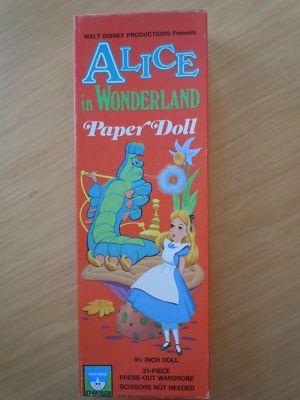 WALT DISNEY PRODUCTIONS Presents
ALICE
in WONDERLAND
Paper Doll
9½ INCH DOLL
21-PIECE
PRESS-OUT WARDROBE
SCISSORS NOT NEEDED